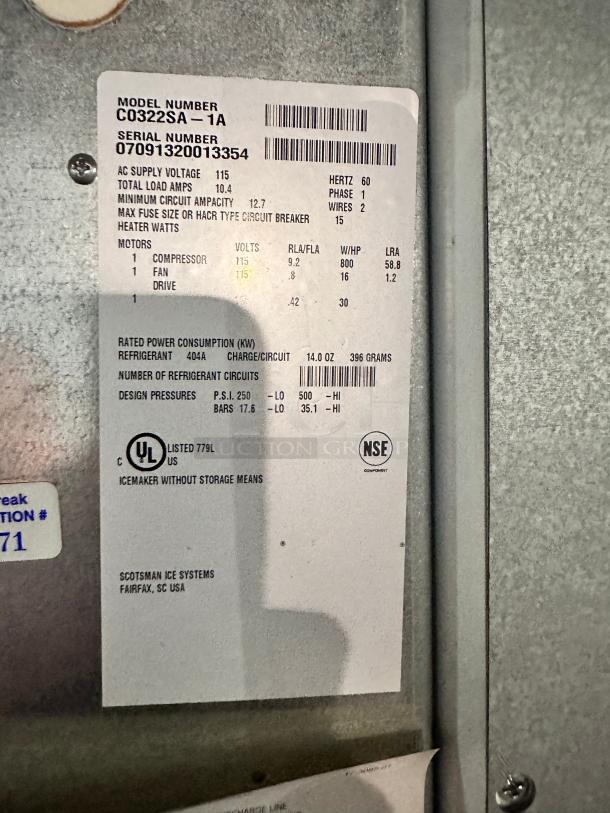 MODEL NUMBER
C0322SA-1A
SERIAL NUMBER
07091320013354
AC SUPPLY VOLTAGE 115 HERTZ 60
TOTAL LOAD AMPS 10.4 PHASE 1
MINIMUM CIRCUIT AMPACITY 12.7 WIRES 2
MAX FUSE SIZE OR HACR TYPE CIRCUIT BREAKER 15
HEATER WATTS
MOTORS VOLTS RLA/FLA W/HP LRA
1 COMPRESSOR 115 9.2 800 58.8
1 FAN 115 .8 16 1.2
DRIVE
1 .42 30
RATED POWER CONSUMPTION (KW)
REFRIGERANT 404A CHARGE/CIRCUIT 14.0 OZ 396 GRAMS
NUMBER OF REFRIGERANT CIRCUITS
DESIGN PRESSURES P.S.I. 250 -LO 500 -HI
BARS 17.6 -LO 35.1 -HI
C UL US LISTED 779L
NSF
COMPONENT
AUCTION GROUP
ICEMAKER WITHOUT STORAGE MEANS
SCOTSMAN ICE SYSTEMS
FAIRFAX, SC USA
reak
TION #
71
CHARGE LINE